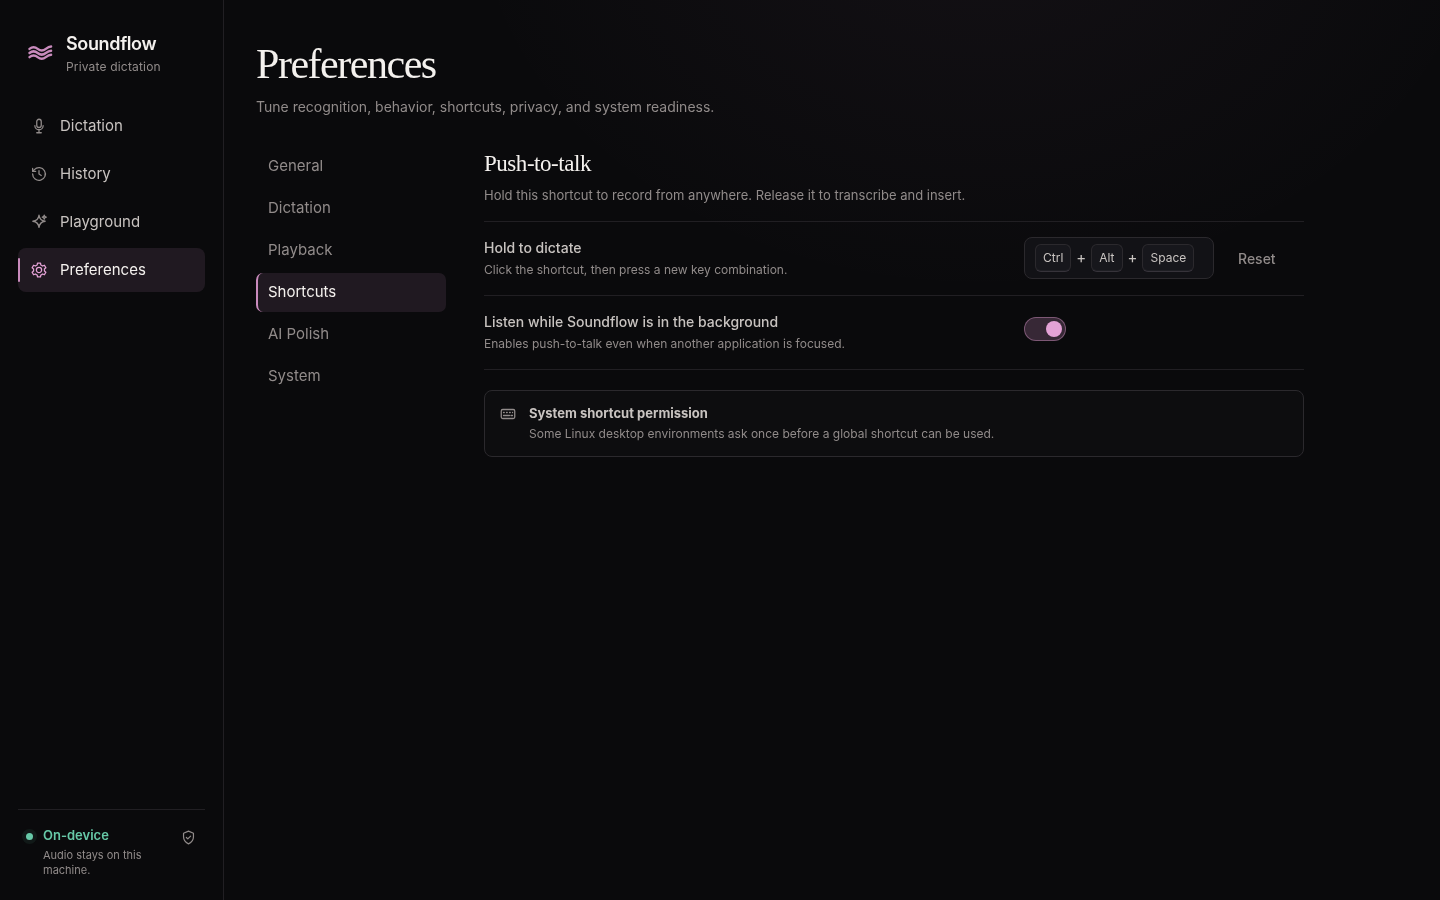 Soundflow
Private dictation
Dictation
History
Playground
Preferences
On-device
Audio stays on this
machine.
Preferences
Tune recognition, behavior, shortcuts, privacy, and system readiness.
General
Dictation
Playback
Shortcuts
AI Polish
System
Push-to-talk
Hold this shortcut to record from anywhere. Release it to transcribe and insert.
Hold to dictate
Click the shortcut, then press a new key combination.
Ctrl + Alt + Space
Reset
Listen while Soundflow is in the background
Enables push-to-talk even when another application is focused.
System shortcut permission
Some Linux desktop environments ask once before a global shortcut can be used.